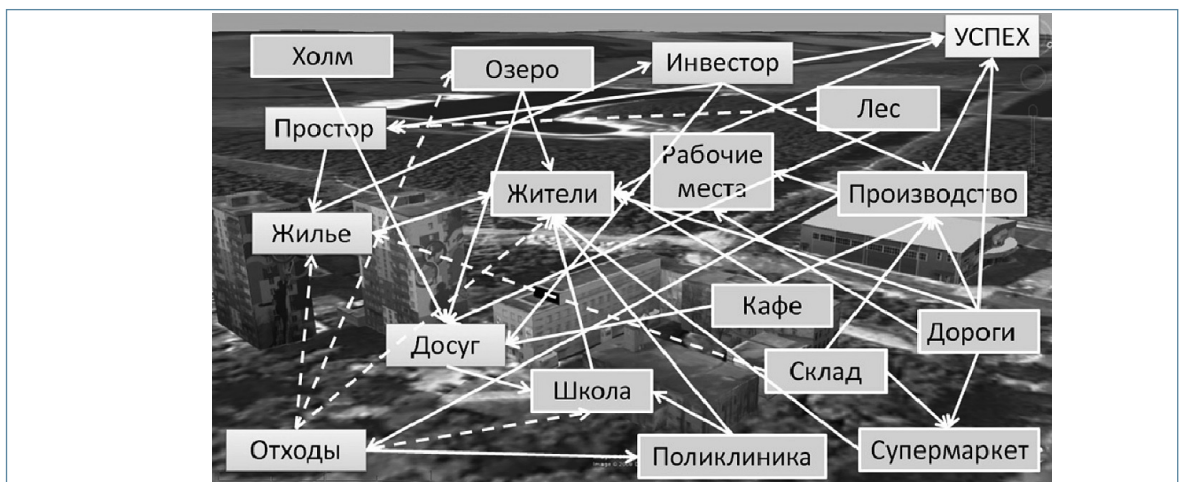 УСПЕХ
Холм
Озеро
Инвестор
Лес
Простор
Рабочие
места
Жители
Производство
Жилье
Кафе
Дороги
Досуг
Склад
Школа
Отходы
Поликлиника
Супермаркет